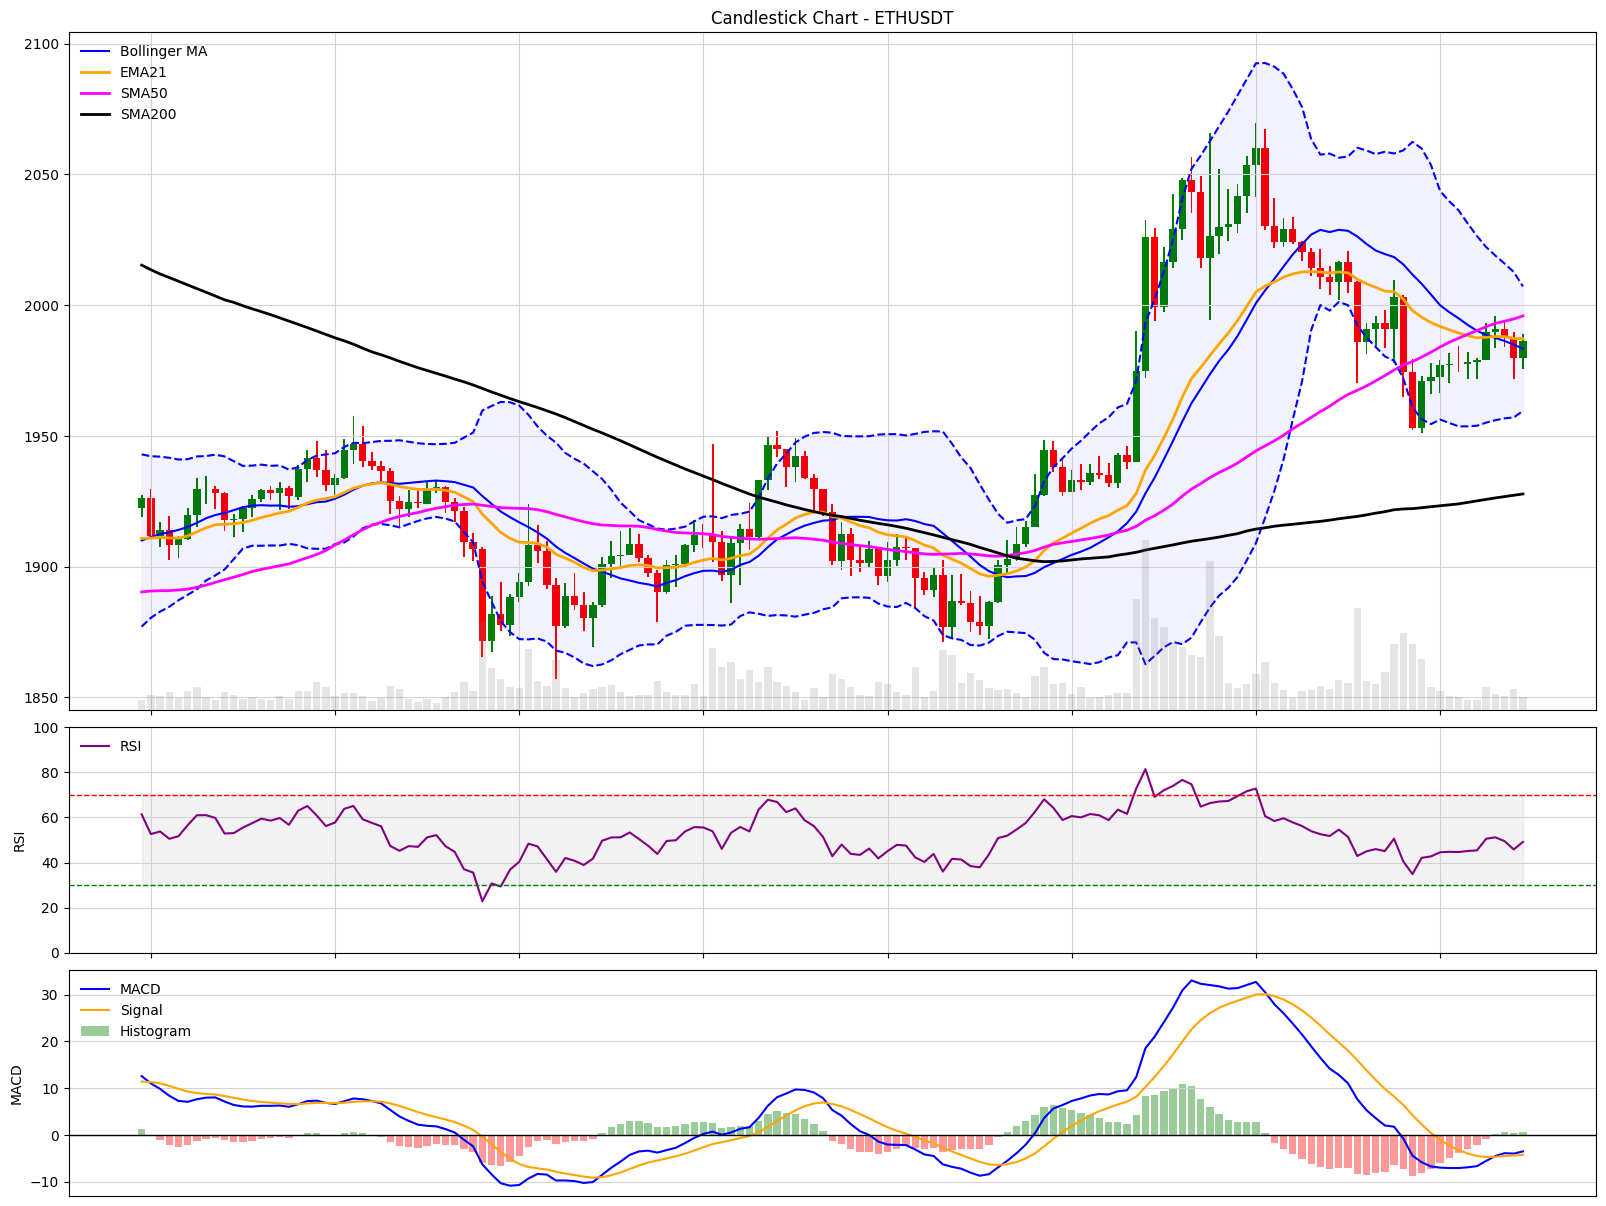 Candlestick Chart - ETHUSDT
2100
2050
2000
1950
1900
1850
Bollinger MA
EMA21
SMA50
SMA200
100
80
60
40
20
0
RSI
RSI
30
20
10
0
−10
MACD
MACD
Signal
Histogram